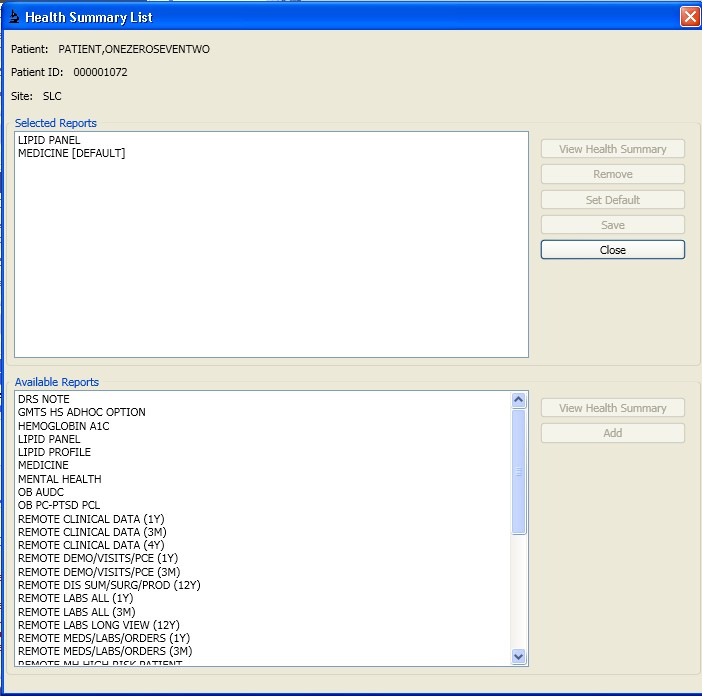 Health Summary List
Patient: PATIENT,ONEZEROSEVENTWO
Patient ID: 000001072
Site: SLC
Selected Reports
LIPID PANEL
MEDICINE [DEFAULT]
View Health Summary
Remove
Set Default
Save
Close
Available Reports
DRS NOTE
GMTS HS ADHOC OPTION
HEMOGLOBIN A1C
LIPID PANEL
LIPID PROFILE
MEDICINE
MENTAL HEALTH
OB AUDC
OB PC-PTSD PCL
REMOTE CLINICAL DATA (1Y)
REMOTE CLINICAL DATA (3M)
REMOTE CLINICAL DATA (4Y)
REMOTE DEMO/VISITS/PCE (1Y)
REMOTE DEMO/VISITS/PCE (3M)
REMOTE DIS SUM/SURG/PROD (12Y)
REMOTE LABS ALL (1Y)
REMOTE LABS ALL (3M)
REMOTE LABS LONG VIEW (12Y)
REMOTE MEDS/LABS/ORDERS (1Y)
REMOTE MEDS/LABS/ORDERS (3M)
REMOTE MH HIGH RISK PATIENT
View Health Summary
Add